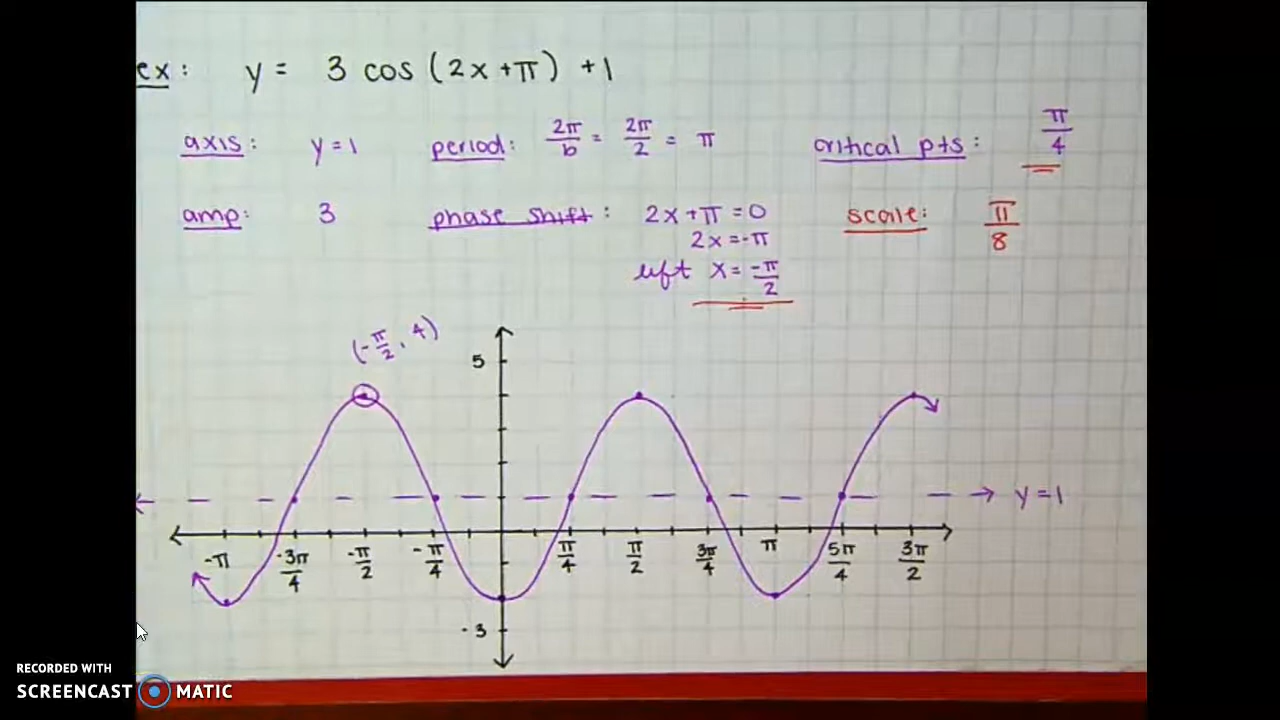 ex: y = 3 cos (2x+π) +1
axis: y=1 period: 2π/b = 2π/2 = π critical pts: π/4
amp: 3 phase shift: 2x+π=0 scale: π/8
2x=-π
left x= -π/2
(-π/2, 4)
5
y=1
-π -3π/4 -π/2 -π/4 π/4 π/2 3π/4 π 5π/4 3π/2
-3
RECORDED WITH
SCREENCAST MATIC